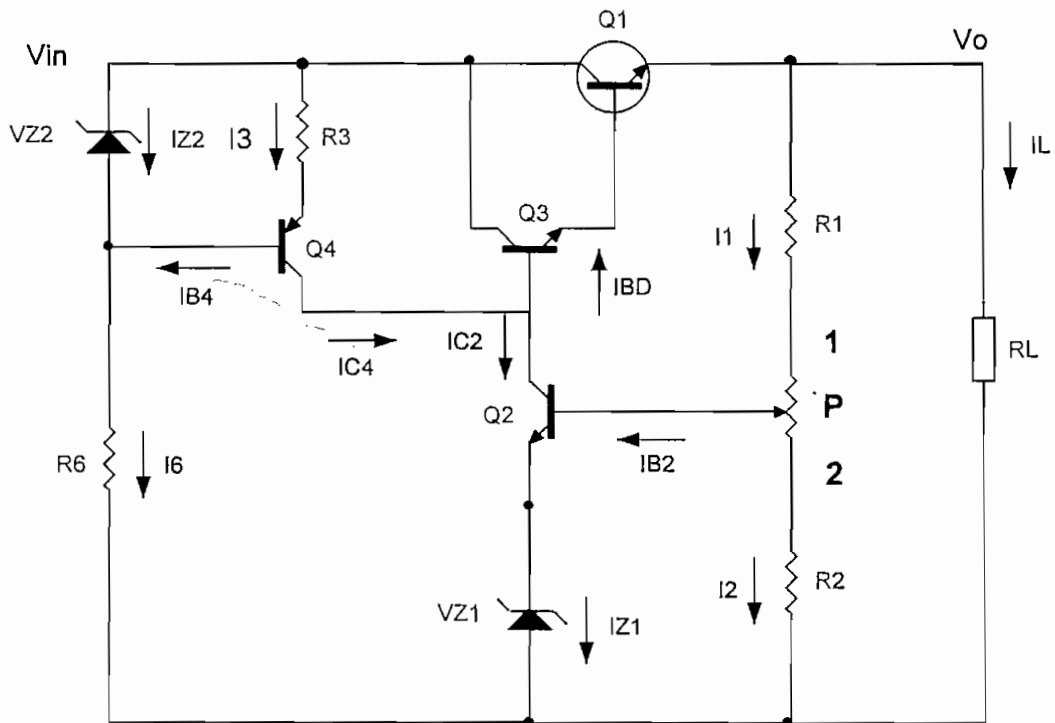 Q1
Vin
Vo
VZ2
IZ2
I3
R3
IL
Q3
R1
I1
Q4
IB4
IBD
IC2
IC4
1
RL
Q2
P
IB2
R6
I6
2
I2
R2
VZ1
IZ1